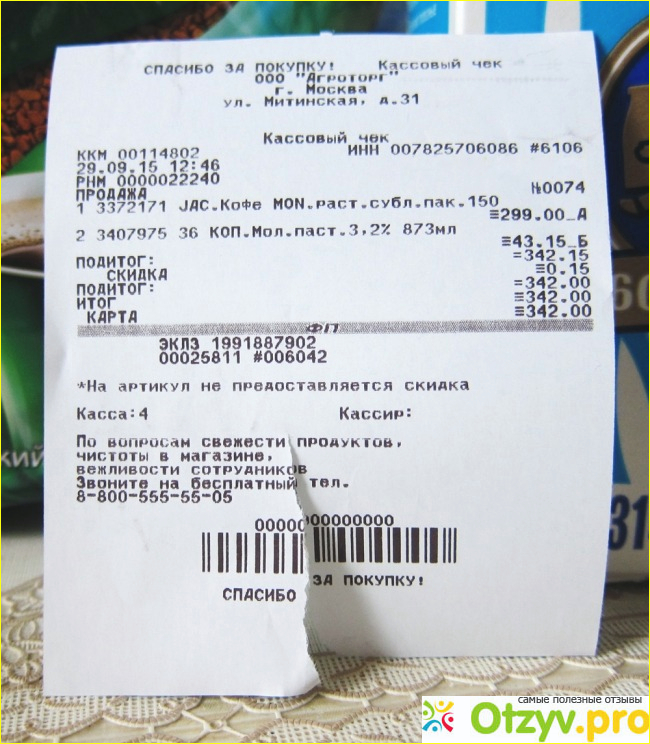 СПАСИБО ЗА ПОКУПКУ! Кассовый чек
ООО "Агроторг"
г. Москва
ул. Митинская, д.31
Кассовый чек
ККМ 00114802 ИНН 007825706086 #6106
29.09.15 12:46
РНМ 0000022240
ПРОДАЖА №0074
1 3372171 JAC.Кофе MON.раст.субл.пак.150
≡299.00_А
2 3407975 36 КОП.Мол.паст.3,2% 873мл
≡43.15_Б
ПОДИТОГ: =342.15
СКИДКА ≡0.15
ПОДИТОГ: =342.00
ИТОГ ≡342.00
КАРТА ≡342.00
ФП
ЭКЛЗ 1991887902
00025811 #006042
*На артикул не предоставляется скидка
Касса:4 Кассир:
По вопросам свежести продуктов,
чистоты в магазине,
вежливости сотрудников
Звоните на бесплатный тел.
8-800-555-55-05
СПАСИБО ЗА ПОКУПКУ!
кий
60
31
самые полезные отзывы
Otzyv.pro